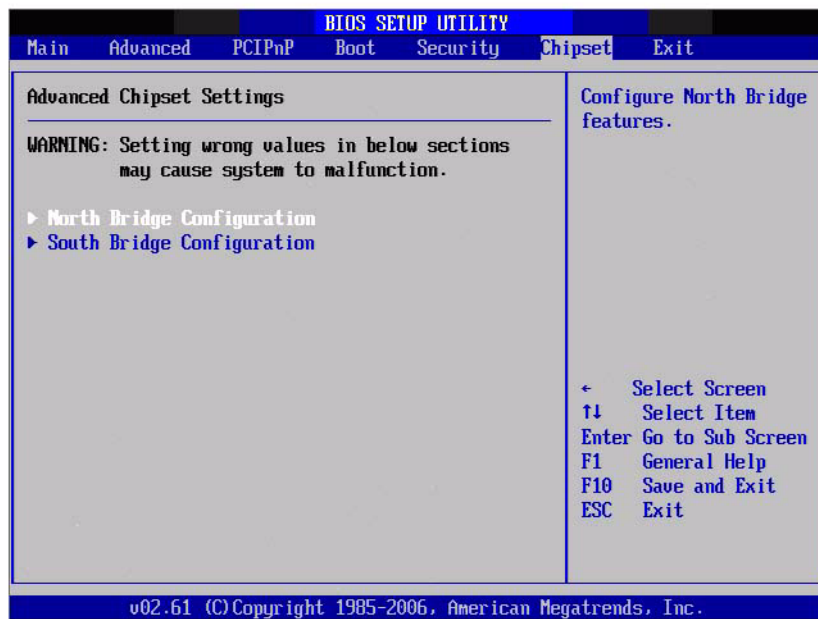 BIOS SETUP UTILITY
Main Advanced PCIPnP Boot Security Chipset Exit
Advanced Chipset Settings
WARNING: Setting wrong values in below sections
may cause system to malfunction.
▶ North Bridge Configuration
▶ South Bridge Configuration
Configure North Bridge
features.
← Select Screen
↑↓ Select Item
Enter Go to Sub Screen
F1 General Help
F10 Save and Exit
ESC Exit
v02.61 (C)Copyright 1985-2006, American Megatrends, Inc.